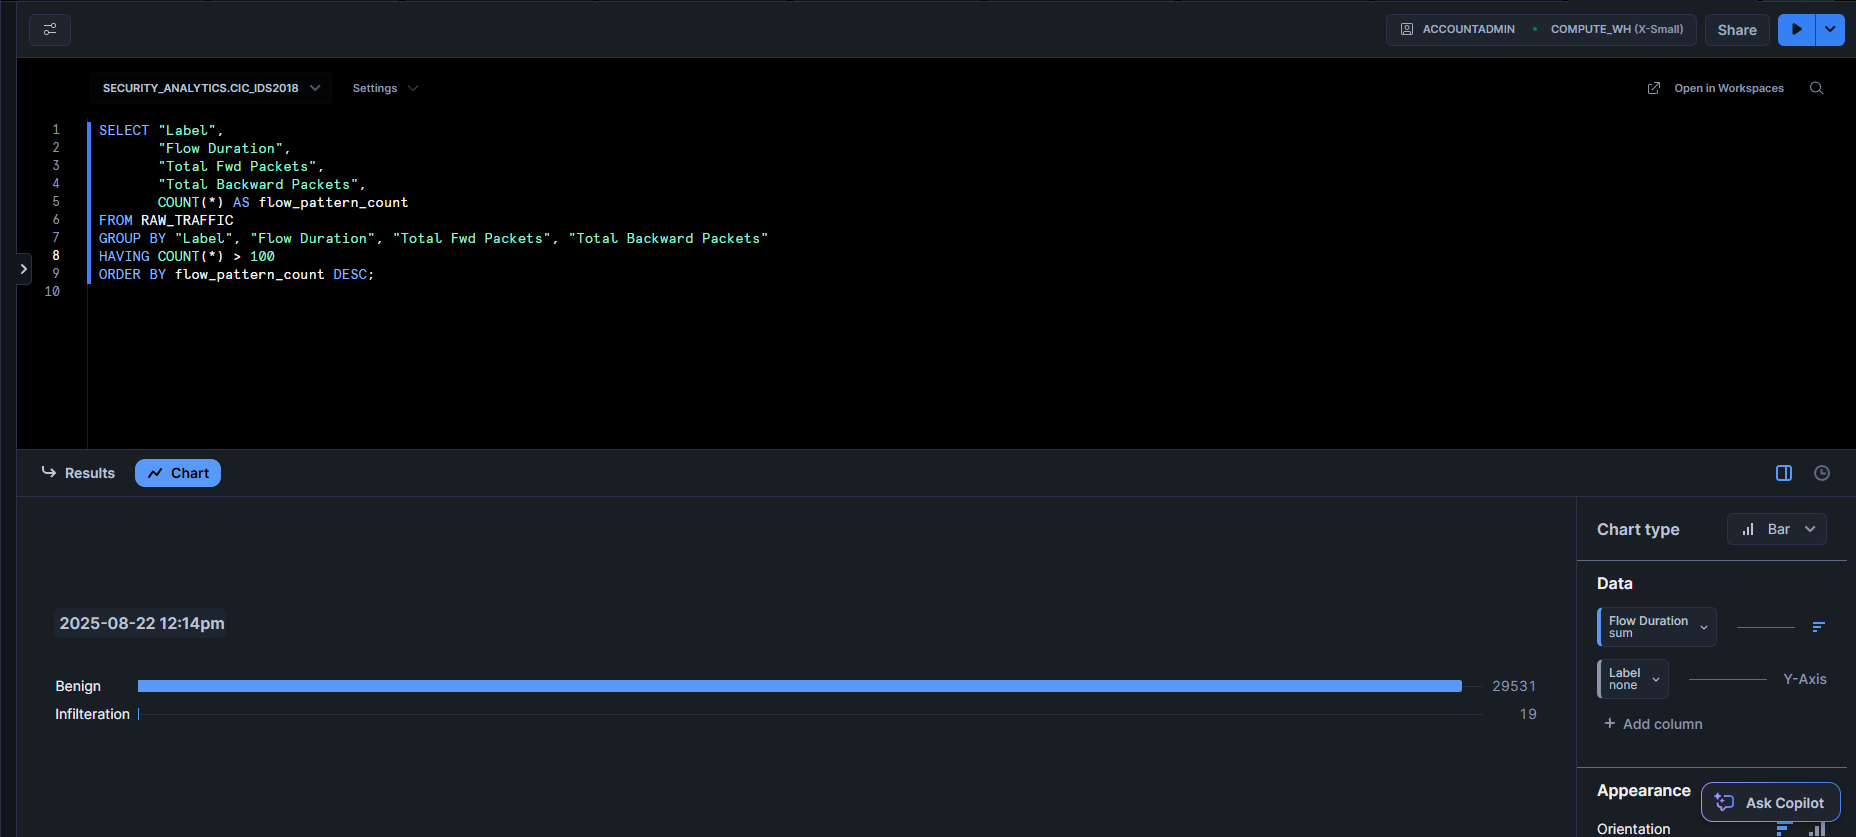 ACCOUNTADMIN • COMPUTE_WH (X-Small)
Share
SECURITY_ANALYTICS.CIC_IDS2018
Settings
Open in Workspaces
1 SELECT "Label",
2 "Flow Duration",
3 "Total Fwd Packets",
4 "Total Backward Packets",
5 COUNT(*) AS flow_pattern_count
6 FROM RAW_TRAFFIC
7 GROUP BY "Label", "Flow Duration", "Total Fwd Packets", "Total Backward Packets"
8 HAVING COUNT(*) > 100
9 ORDER BY flow_pattern_count DESC;
10
Results
Chart
2025-08-22 12:14pm
Benign 29531
Infilteration 19
Chart type
Bar
Data
Flow Duration
sum
Label
none
Y-Axis
+ Add column
Appearance
Ask Copilot
Orientation